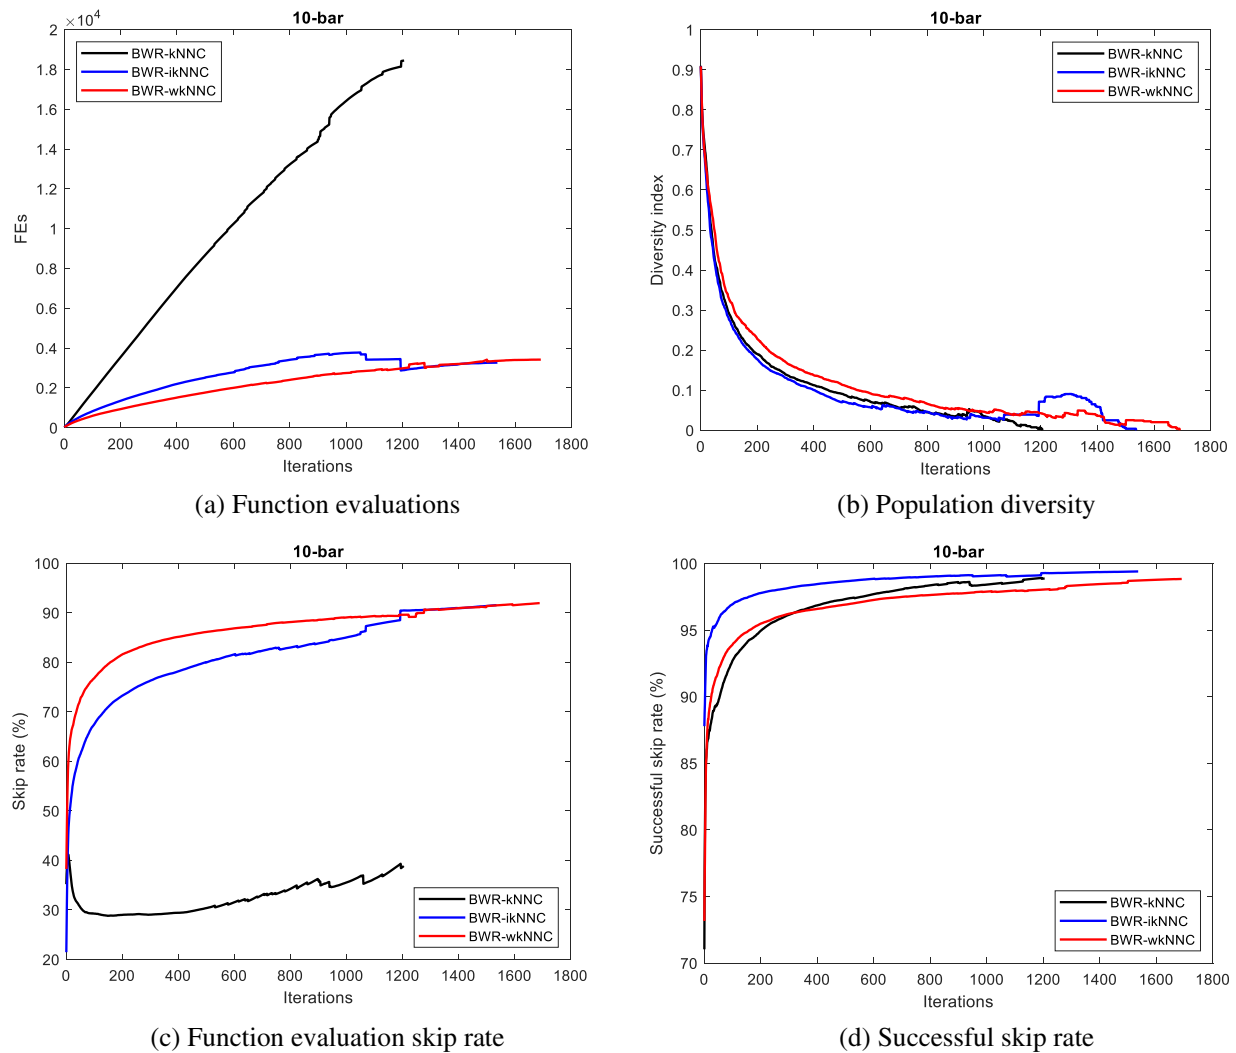 10-bar
×10⁴
2
1.8
1.6
1.4
1.2
1
0.8
0.6
0.4
0.2
0
FEs
BWR-kNNC
BWR-ikNNC
BWR-wkNNC
0 200 400 600 800 1000 1200 1400 1600 1800
Iterations
(a) Function evaluations
10-bar
1
0.9
0.8
0.7
0.6
0.5
0.4
0.3
0.2
0.1
0
Diversity index
BWR-kNNC
BWR-ikNNC
BWR-wkNNC
0 200 400 600 800 1000 1200 1400 1600 1800
Iterations
(b) Population diversity
10-bar
100
90
80
70
60
50
40
30
20
Skip rate (%)
BWR-kNNC
BWR-ikNNC
BWR-wkNNC
0 200 400 600 800 1000 1200 1400 1600 1800
Iterations
(c) Function evaluation skip rate
10-bar
100
95
90
85
80
75
70
Successful skip rate (%)
BWR-kNNC
BWR-ikNNC
BWR-wkNNC
0 200 400 600 800 1000 1200 1400 1600 1800
Iterations
(d) Successful skip rate